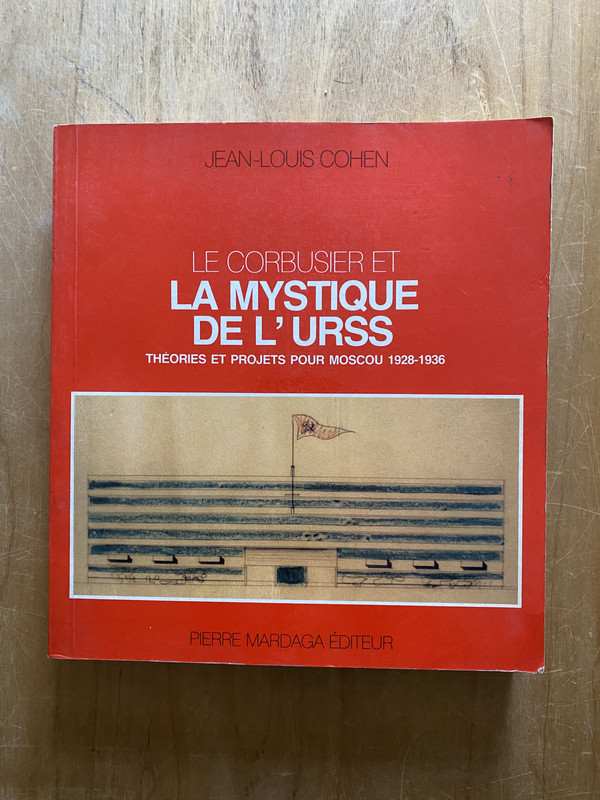 JEAN-LOUIS COHEN
LE CORBUSIER ET
LA MYSTIQUE
DE L'URSS
THÉORIES ET PROJETS POUR MOSCOU 1928-1936
PIERRE MARDAGA ÉDITEUR